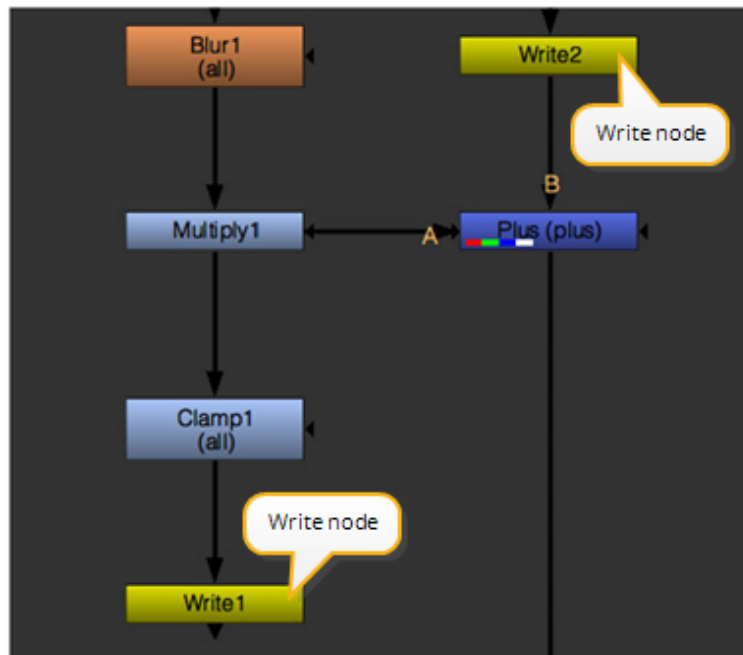 Blur1
(all)
Write2
Write node
B
Multiply1
A
Plus (plus)
Clamp1
(all)
Write node
Write1